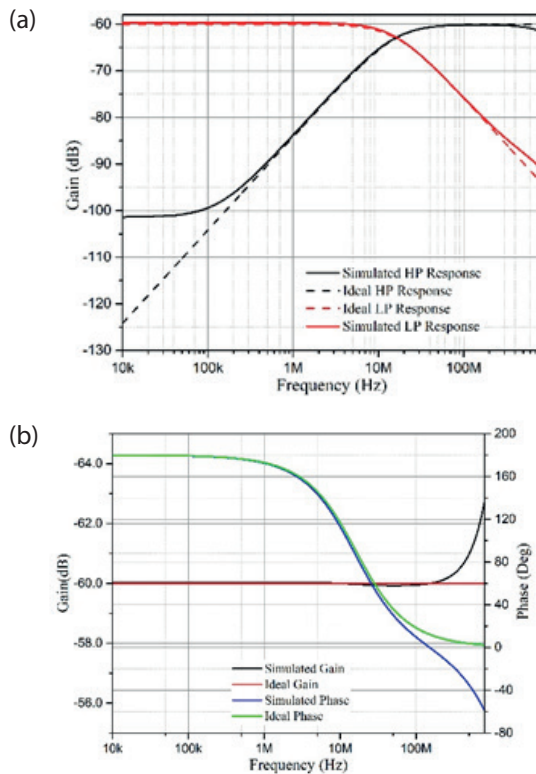 (a)
-60
-70
-80
-90
-100
-110
-120
-130
Gain (dB)
Simulated HP Response
Ideal HP Response
Ideal LP Response
Simulated LP Response
10k
100k
1M
10M
100M
Frequency (Hz)
(b)
-64.0
-62.0
-60.0
-58.0
-56.0
Gain(dB)
200
160
120
80
40
0
-40
-80
Phase (Deg)
Simulated Gain
Ideal Gain
Simulated Phase
Ideal Phase
10k
100k
1M
10M
100M
Frequency (Hz)